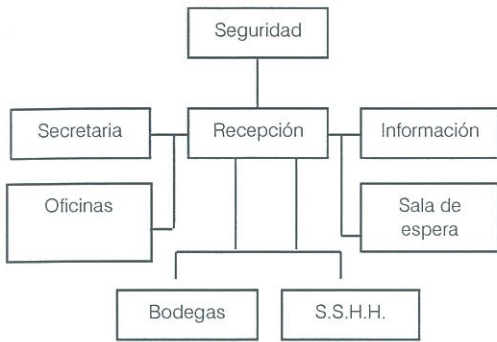 Seguridad
Secretaria
Recepción
Información
Oficinas
Sala de
espera
Bodegas
S.S.H.H.